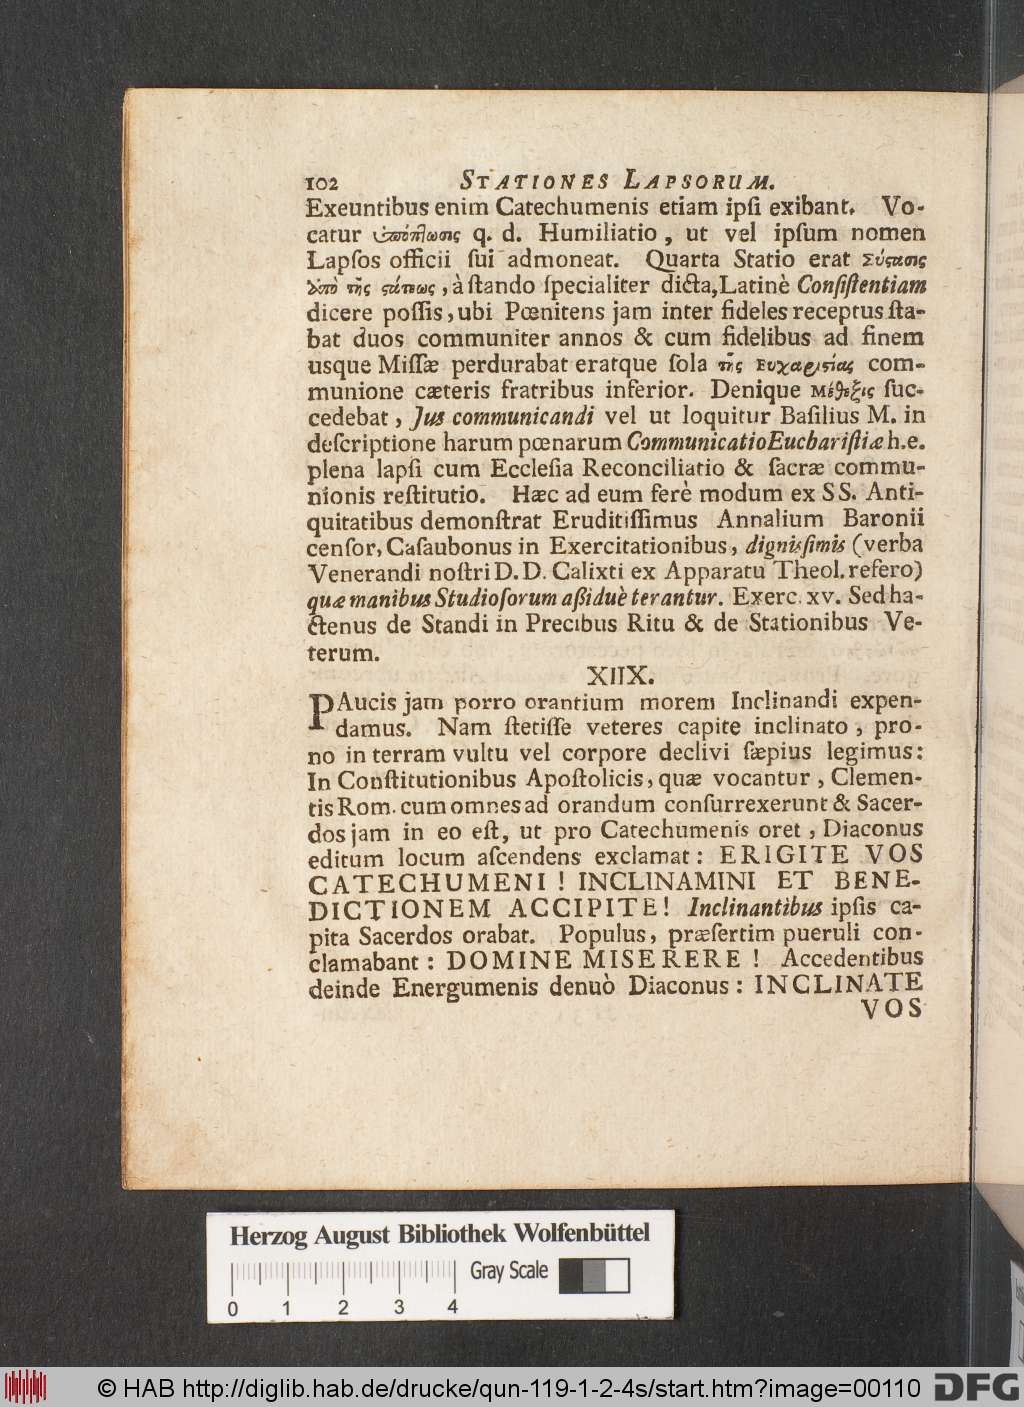 102 STATIONES LAPSORUM.
Exeuntibus enim Catechumenis etiam ipſi exibant. Vo-
catur q. d. Humiliatio, ut vel ipſum nomen
Lapſos officii ſui admoneat. Quarta Statio erat Σύςασις
ἀπὸ τῆς ςάσεως, à ſtando ſpecialiter dicta, Latinè Conſiſtentiam
dicere poſſis, ubi Pœnitens jam inter fideles receptus ſta-
bat duos communiter annos & cum fidelibus ad finem
usque Miſſæ perdurabat eratque ſola τῆς Ευχαριςίας com-
munione cæteris fratribus inferior. Denique Μέθεξις ſuc-
cedebat, Jus communicandi vel ut loquitur Baſilius M. in
deſcriptione harum pœnarum Communicatio Euchariſtiæ h.e.
plena lapſi cum Eccleſia Reconciliatio & ſacræ commu-
nionis reſtitutio. Hæc ad eum ferè modum ex SS. Anti-
quitatibus demonſtrat Eruditiſſimus Annalium Baronii
cenſor, Caſaubonus in Exercitationibus, dignisſimis (verba
Venerandi noſtri D. D. Calixti ex Apparatu Theol. refero)
quæ manibus Studioſorum aßiduè terantur. Exerc. xv. Sed ha-
ctenus de Standi in Precibus Ritu & de Stationibus Ve-
terum.
XIIX.
PAucis jam porro orantium morem Inclinandi expen-
damus. Nam ſtetiſſe veteres capite inclinato, pro-
no in terram vultu vel corpore declivi ſæpius legimus:
In Conſtitutionibus Apoſtolicis, quæ vocantur, Clemen-
tis Rom. cum omnes ad orandum conſurrexerunt & Sacer-
dos jam in eo eſt, ut pro Catechumenis oret, Diaconus
editum locum aſcendens exclamat: ERIGITE VOS
CATECHUMENI! INCLINAMINI ET BENE-
DICTIONEM ACCIPITE! Inclinantibus ipſis ca-
pita Sacerdos orabat. Populus, præſertim pueruli con-
clamabant: DOMINE MISERERE! Accedentibus
deinde Energumenis denuò Diaconus: INCLINATE
VOS
Herzog August Bibliothek Wolfenbüttel
Gray Scale
0 1 2 3 4
© HAB http://diglib.hab.de/drucke/qun-119-1-2-4s/start.htm?image=00110 DFG